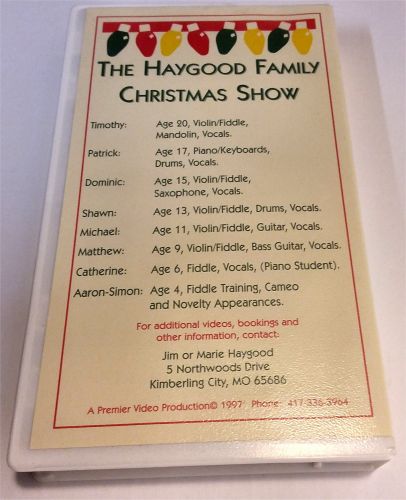 THE HAYGOOD FAMILY
CHRISTMAS SHOW
Timothy: Age 20, Violin/Fiddle,
Mandolin, Vocals.
Patrick: Age 17, Piano/Keyboards,
Drums, Vocals.
Dominic: Age 15, Violin/Fiddle,
Saxophone, Vocals.
Shawn: Age 13, Violin/Fiddle, Drums, Vocals.
Michael: Age 11, Violin/Fiddle, Guitar, Vocals.
Matthew: Age 9, Violin/Fiddle, Bass Guitar, Vocals.
Catherine: Age 6, Fiddle, Vocals, (Piano Student).
Aaron-Simon: Age 4, Fiddle Training, Cameo
and Novelty Appearances.
For additional videos, bookings and
other information, contact:
Jim or Marie Haygood
5 Northwoods Drive
Kimberling City, MO 65686
A Premier Video Production© 1997 Phone: 417-336-3964